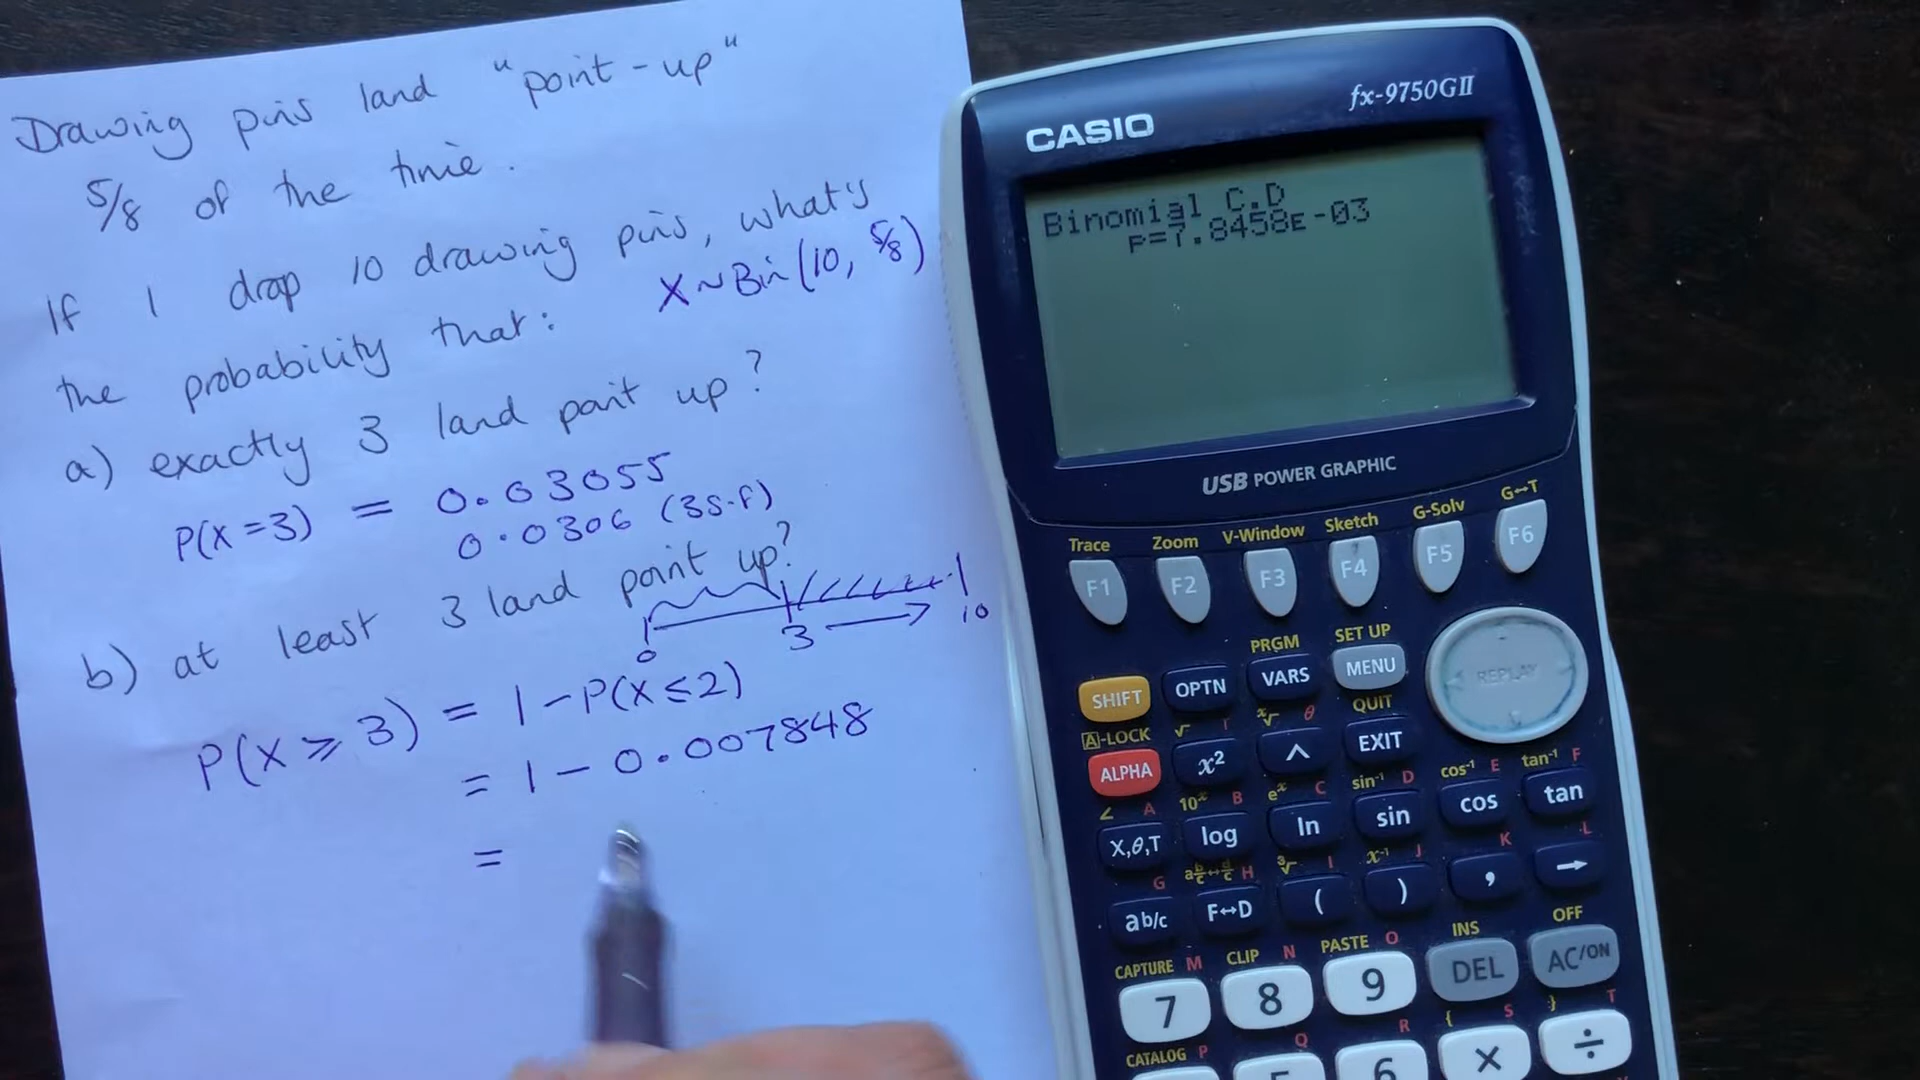 Drawing pins land "point-up"
5/8 of the time.
If I drop 10 drawing pins, what's
the probability that:
X~Bin(10, 5/8)
a) exactly 3 land point up?
P(X=3) = 0.03055
0.0306 (3s.f)
b) at least 3 land point up?
0 3 10
P(X ≥ 3) = 1-P(X≤2)
= 1 - 0.007848
=
CASIO
fx-9750GII
Binomial C.D
p=7.8458E-03
USB POWER GRAPHIC
Trace Zoom V-Window Sketch G-Solv G↔T
F1 F2 F3 F4 F5 F6
PRGM SET UP
SHIFT OPTN VARS MENU
REPLAY
A-LOCK √ r ˣ√ θ QUIT
ALPHA x² ^ EXIT
∠ A 10ˣ B eˣ C sin⁻¹ D cos⁻¹ E tan⁻¹ F
X,θ,T log ln sin cos tan
G a b/c↔d/c H ³√ I x⁻¹ J K L
a b/c F↔D ( ) , →
CAPTURE M CLIP N PASTE O INS OFF
7 8 9 DEL AC/ON
CATALOG P Q R { S } T
5 6 × ÷